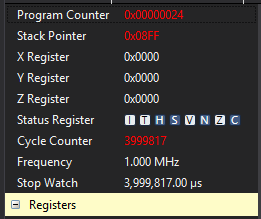 Program Counter 0x00000024
Stack Pointer 0x08FF
X Register 0x0000
Y Register 0x0000
Z Register 0x0000
Status Register I T H S V N Z C
Cycle Counter 3999817
Frequency 1.000 MHz
Stop Watch 3,999,817.00 µs
Registers